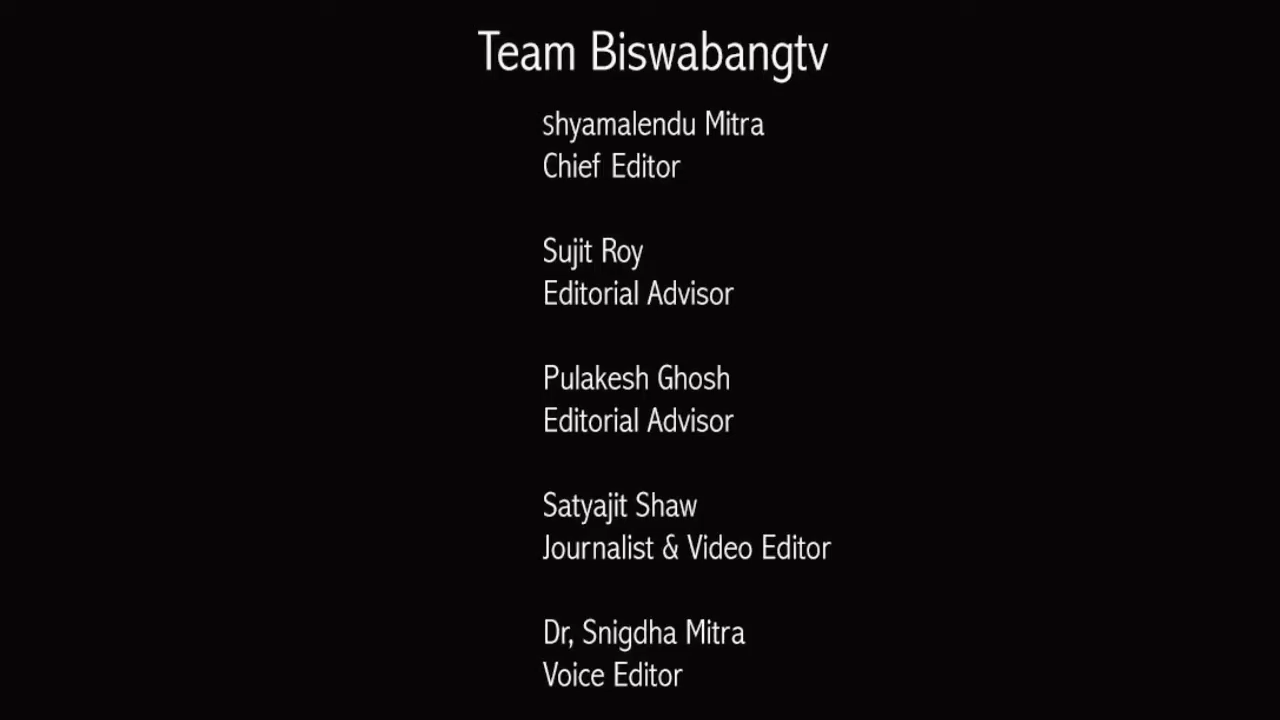 Team Biswabangtv
shyamalendu Mitra
Chief Editor
Sujit Roy
Editorial Advisor
Pulakesh Ghosh
Editorial Advisor
Satyajit Shaw
Journalist & Video Editor
Dr, Snigdha Mitra
Voice Editor